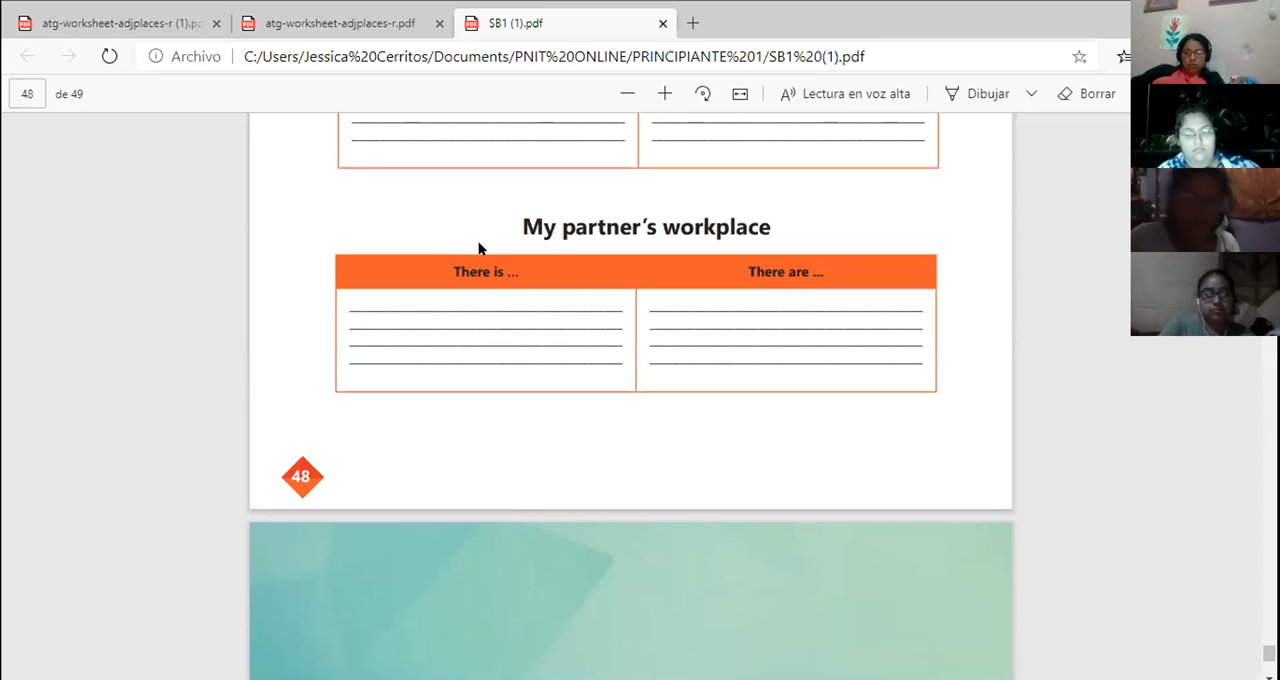 atg-worksheet-adjplaces-r (1).pc
atg-worksheet-adjplaces-r.pdf
SB1 (1).pdf
Archivo
C:/Users/Jessica%20Cerritos/Documents/PNIT%20ONLINE/PRINCIPIANTE%201/SB1%20(1).pdf
48 de 49
Lectura en voz alta
Dibujar
Borrar
My partner's workplace
There is ... There are ...
48